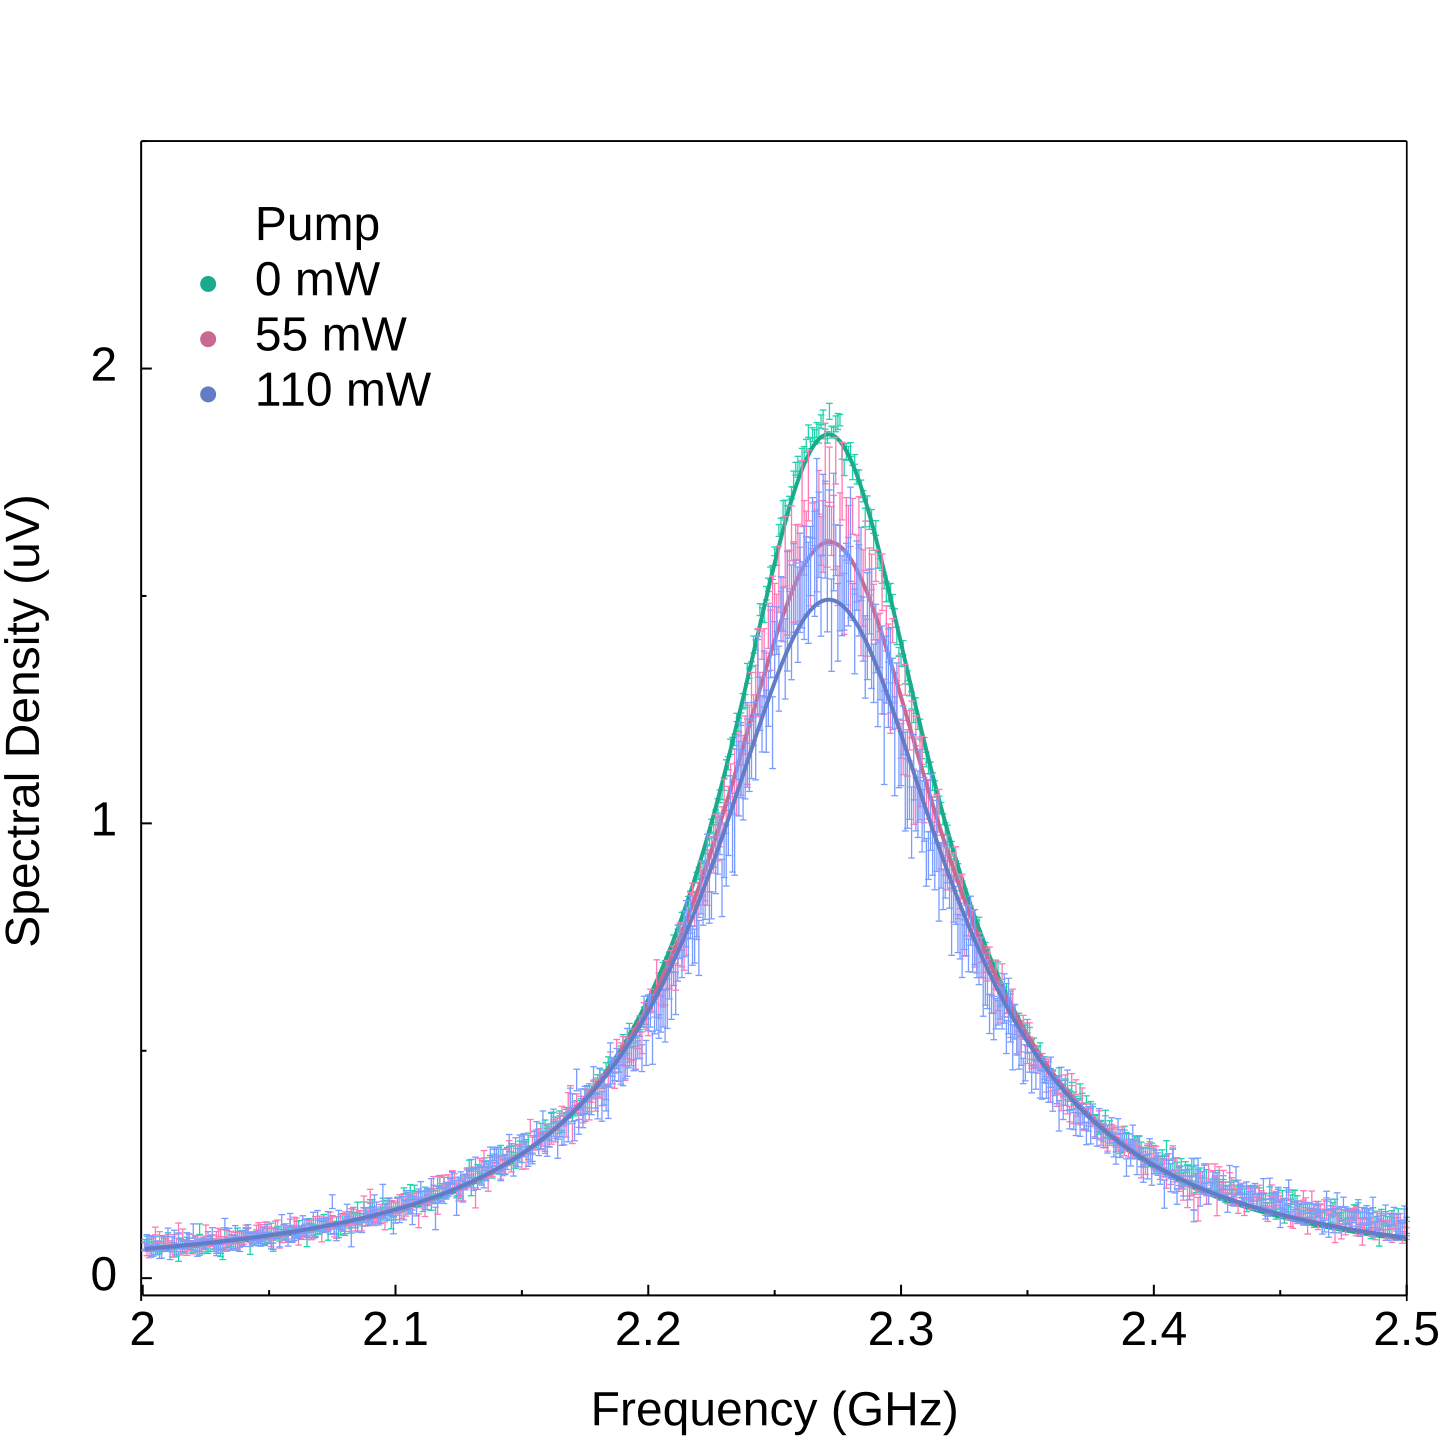 Pump
0 mW
55 mW
110 mW
2
1
0
Spectral Density (uV)
2 2.1 2.2 2.3 2.4 2.5
Frequency (GHz)